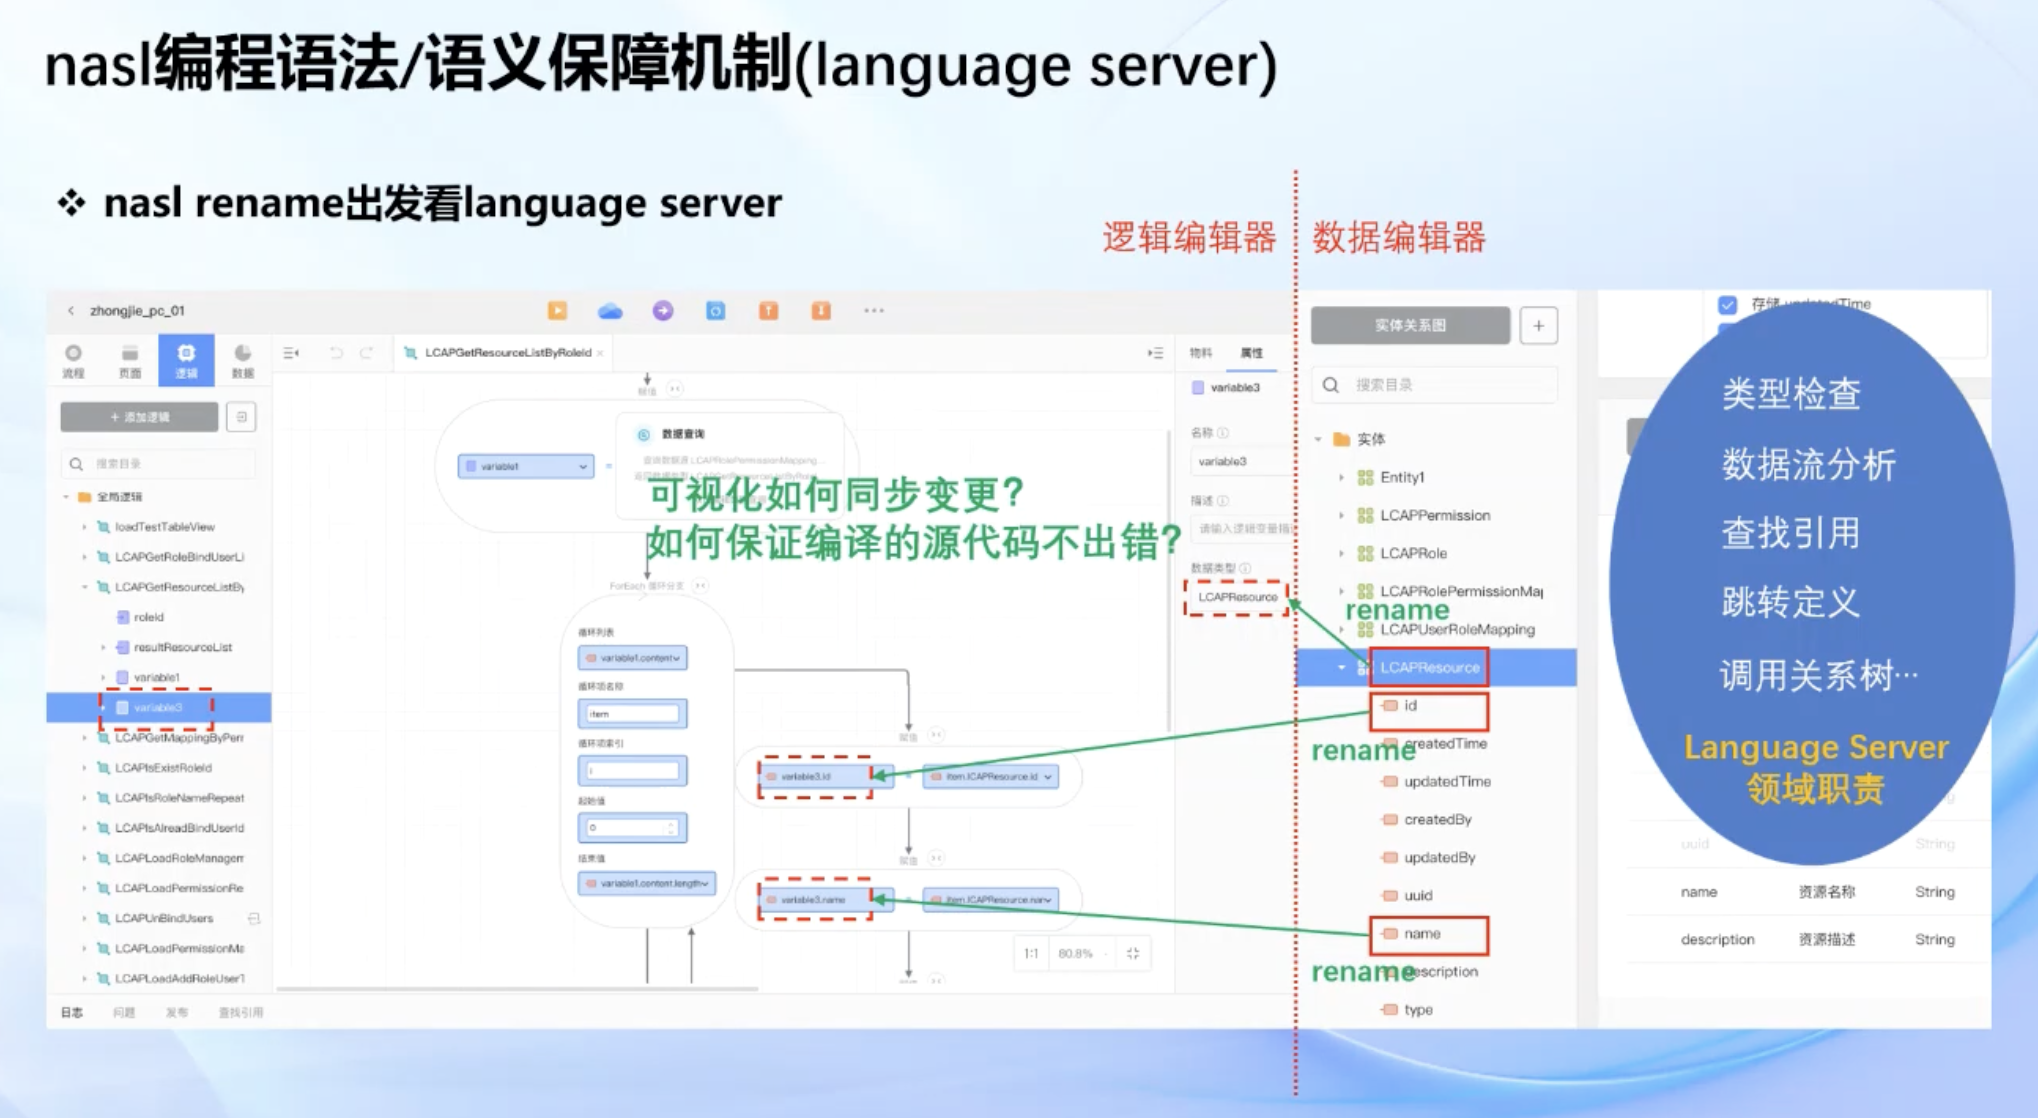 nasl编程语法/语义保障机制(language server)
❖ nasl rename出发看language server
逻辑编辑器
数据编辑器
zhongjie_pc_01
流程
页面
逻辑
数据
LCAPGetResourceListByRoleId
+ 添加逻辑
搜索目录
全局逻辑
loadTestTableView
LCAPGetRoleBindUserLi
LCAPGetResourceListBy
roleId
resultResourceList
variable1
variable3
LCAPGetMappingByPerr
LCAPIsExistRoleId
LCAPIsRoleNameRepeat
LCAPIsAlreadBindUserId
LCAPLoadRoleManagem
LCAPLoadPermissionRe
LCAPUnBindUsers
LCAPLoadPermissionMa
LCAPLoadAddRoleUserT
日志
问题
发布
查找引用
赋值
variable1
=
数据查询
可视化如何同步变更?
如何保证编译的源代码不出错?
ForEach 循环分支
循环列表
variable1.content
循环项名称
item
循环项索引
i
起始值
0
结束值
variable1.content.length
赋值
variable3.id
item.lCAPResource.id
赋值
variable3.name
item.lCAPResource.nam
1:1
80.8%
物料
属性
variable3
名称
variable3
描述
请输入逻辑变量描述
数据类型
LCAPResource
实体关系图
+
搜索目录
实体
Entity1
LCAPPermission
LCAPRole
LCAPRolePermissionMap
rename
LCAPUserRoleMapping
LCAPResource
id
rename
createdTime
updatedTime
createdBy
updatedBy
uuid
name
rename
description
type
存储 updatedTime
类型检查
数据流分析
查找引用
跳转定义
调用关系树…
Language Server
领域职责
uuid
String
name
资源名称
String
description
资源描述
String